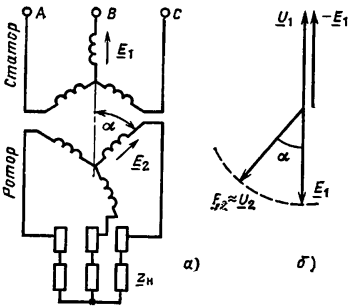 A B C
Статор
E₁
α
Ротор
E₂
zн
а)
U₁ -E₁
α
E₂≈U₂
E₁
б)